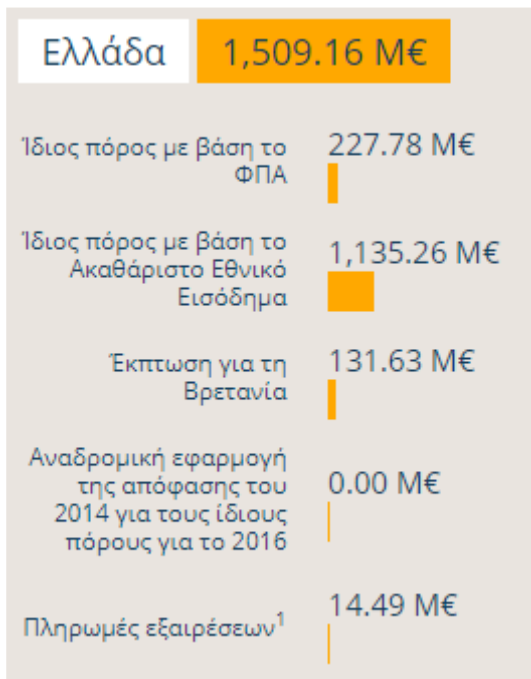 Ελλάδα 1,509.16 M€
Ίδιος πόρος με βάση το 227.78 M€
ΦΠΑ
Ίδιος πόρος με βάση το
Ακαθάριστο Εθνικό 1,135.26 M€
Εισόδημα
Έκπτωση για τη 131.63 M€
Βρετανία
Αναδρομική εφαρμογή
της απόφασης του 0.00 M€
2014 για τους ίδιους
πόρους για το 2016
Πληρωμές εξαιρέσεων¹ 14.49 M€